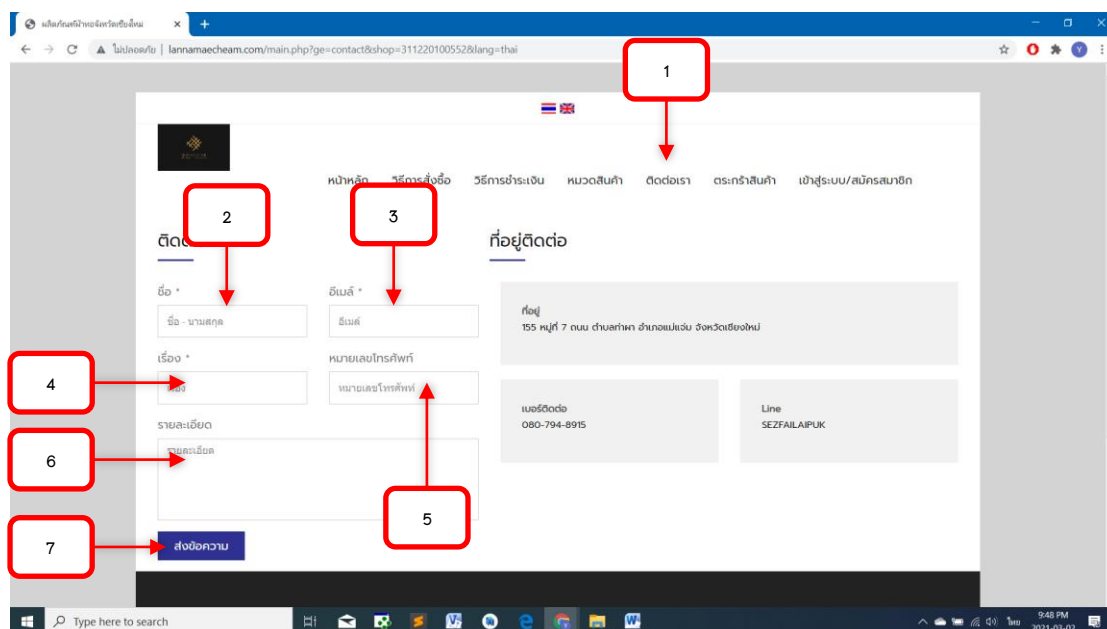 ผลิตภัณฑ์ผ้าทอจังหวัดเชียงใหม่
ไม่ปลอดภัย | lannamaecheam.com/main.php?ge=contact&shop=311220100552&lang=thai
1
หน้าหลัก วิธีการสั่งซื้อ วิธีการชำระเงิน หมวดสินค้า ติดต่อเรา ตะกร้าสินค้า เข้าสู่ระบบ/สมัครสมาชิก
2
3
ที่อยู่ติดต่อ
ชื่อ *
อีเมล์ *
ชื่อ - นามสกุล
อีเมล์
ที่อยู่
155 หมู่ที่ 7 ถนน ตำบลท่าผา อำเภอแม่แจ่ม จังหวัดเชียงใหม่
เรื่อง *
หมายเลขโทรศัพท์
4
หมายเลขโทรศัพท์
เบอร์ติดต่อ
080-794-8915
Line
SEZFAILAIPUK
รายละเอียด
รายละเอียด
6
5
7
ส่งข้อความ
Type here to search
ไทย
9:48 PM
2021-03-02